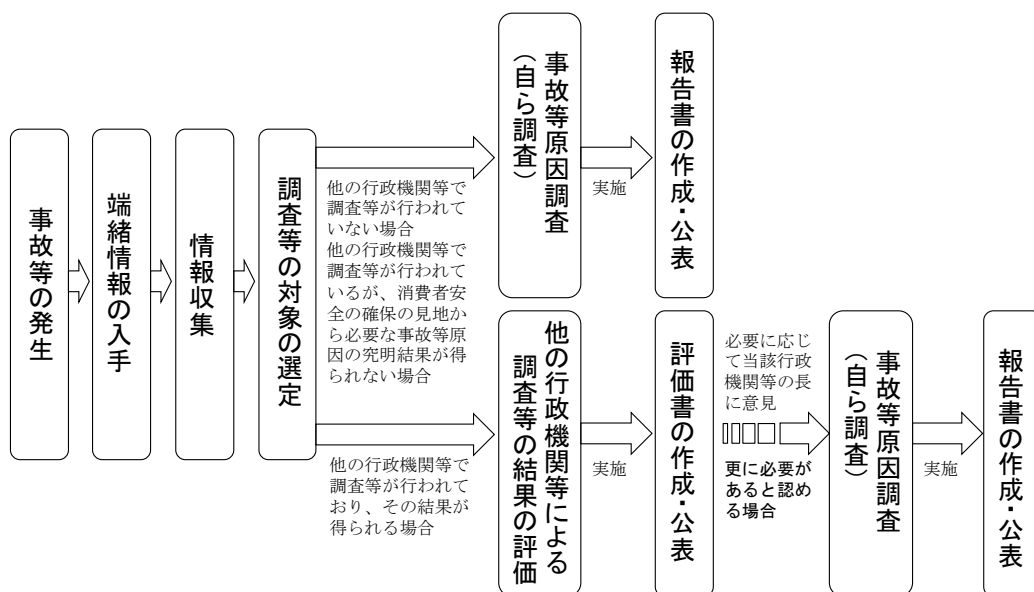 事故等の発生
端緒情報の入手
情報収集
調査等の対象の選定
他の行政機関等で
調査等が行われて
いない場合
他の行政機関等で
調査等が行われて
いるが、消費者安
全の確保の見地か
ら必要な事故等原
因の究明結果が得
られない場合
事故等原因調査
（自ら調査）
実施
報告書の作成・公表
他の行政機関等で
調査等が行われて
おり、その結果が
得られる場合
他の行政機関等による
調査等の結果の評価
実施
評価書の作成・公表
必要に応じ
て当該行政
機関等の長
に意見
更に必要が
あると認め
る場合
事故等原因調査
（自ら調査）
実施
報告書の作成・公表